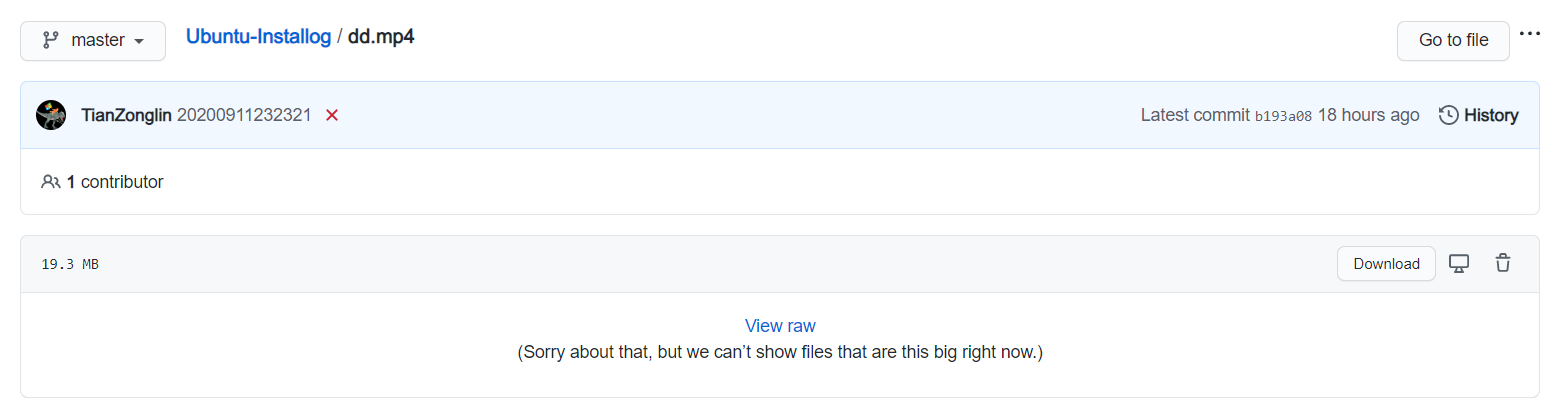 master Ubuntu-Installog / dd.mp4 Go to file
TianZonglin 20200911232321 Latest commit b193a08 18 hours ago History
1 contributor
19.3 MB Download
View raw
(Sorry about that, but we can’t show files that are this big right now.)